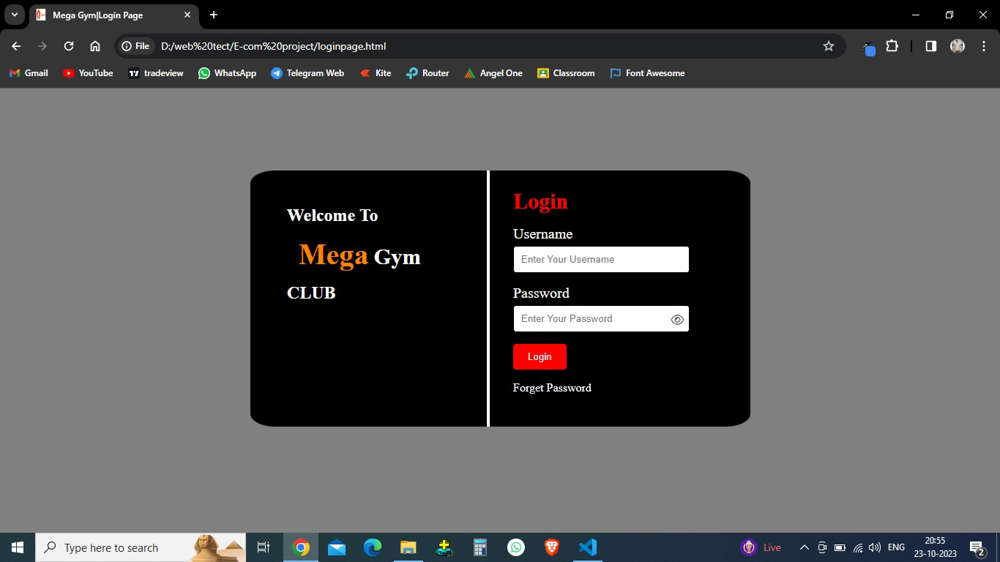 Mega Gym|Login Page
File
D:/web%20tect/E-com%20project/loginpage.html
Gmail
YouTube
tradeview
WhatsApp
Telegram Web
Kite
Router
Angel One
Classroom
Font Awesome
Welcome To
Mega Gym
CLUB
Login
Username
Enter Your Username
Password
Enter Your Password
Login
Forget Password
Type here to search
Live
ENG
20:55
23-10-2023
2